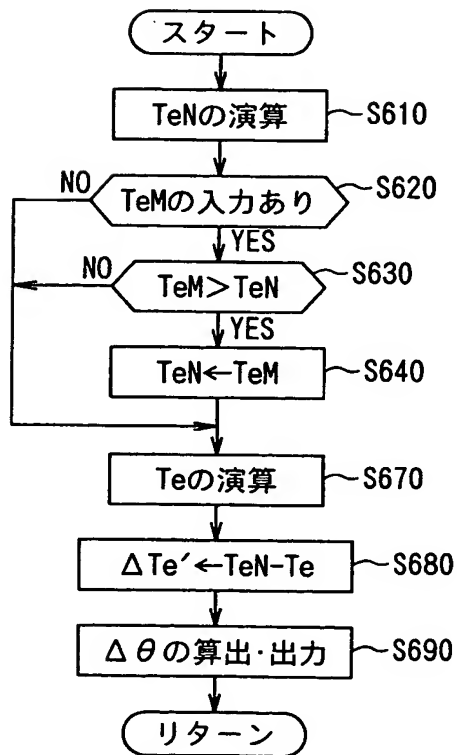 スタート
TeNの演算
S610
NO
TeMの入力あり
S620
YES
NO
TeM>TeN
S630
YES
TeN←TeM
S640
Teの演算
S670
ΔTe′←TeN-Te
S680
Δθの算出·出力
S690
リターン